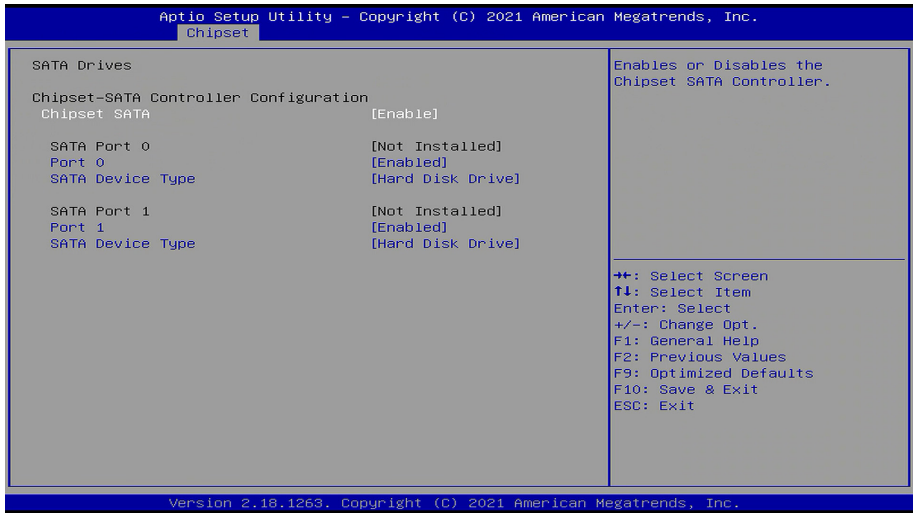 Aptio Setup Utility – Copyright (C) 2021 American Megatrends, Inc.
Chipset
SATA Drives
Chipset-SATA Controller Configuration
Chipset SATA [Enable]
SATA Port 0 [Not Installed]
Port 0 [Enabled]
SATA Device Type [Hard Disk Drive]
SATA Port 1 [Not Installed]
Port 1 [Enabled]
SATA Device Type [Hard Disk Drive]
Enables or Disables the
Chipset SATA Controller.
→←: Select Screen
↑↓: Select Item
Enter: Select
+/-: Change Opt.
F1: General Help
F2: Previous Values
F9: Optimized Defaults
F10: Save & Exit
ESC: Exit
Version 2.18.1263. Copyright (C) 2021 American Megatrends, Inc.